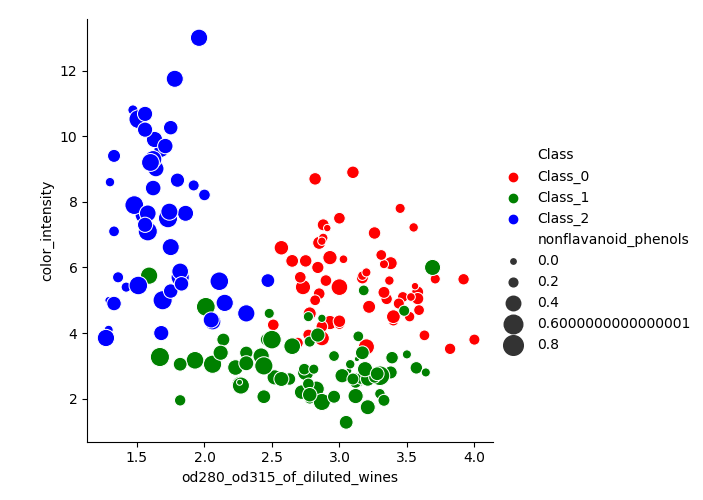 12
10
8
6
4
2
color_intensity
1.5 2.0 2.5 3.0 3.5 4.0
od280_od315_of_diluted_wines
Class
Class_0
Class_1
Class_2
nonflavanoid_phenols
0.0
0.2
0.4
0.6000000000000001
0.8